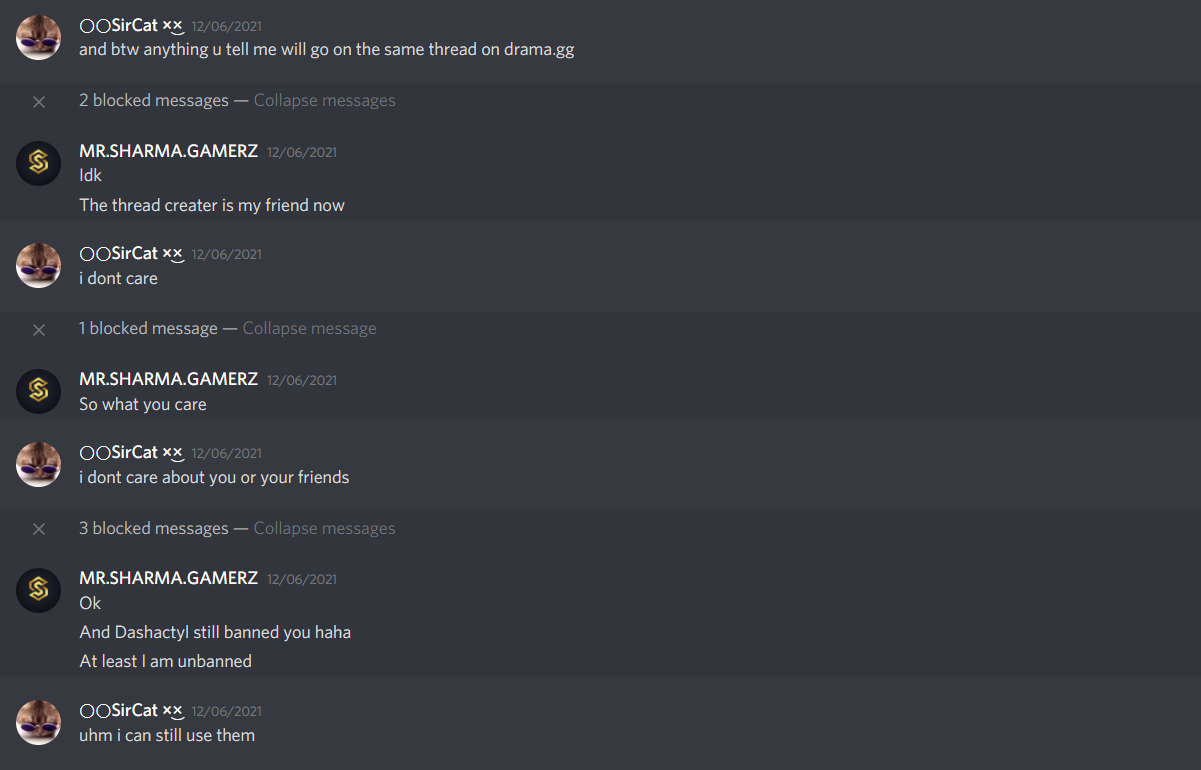 ○○SirCat ×͜× 12/06/2021
and btw anything u tell me will go on the same thread on drama.gg
2 blocked messages — Collapse messages
MR.SHARMA.GAMERZ 12/06/2021
Idk
The thread creater is my friend now
○○SirCat ×͜× 12/06/2021
i dont care
1 blocked message — Collapse message
MR.SHARMA.GAMERZ 12/06/2021
So what you care
○○SirCat ×͜× 12/06/2021
i dont care about you or your friends
3 blocked messages — Collapse messages
MR.SHARMA.GAMERZ 12/06/2021
Ok
And Dashactyl still banned you haha
At least I am unbanned
○○SirCat ×͜× 12/06/2021
uhm i can still use them